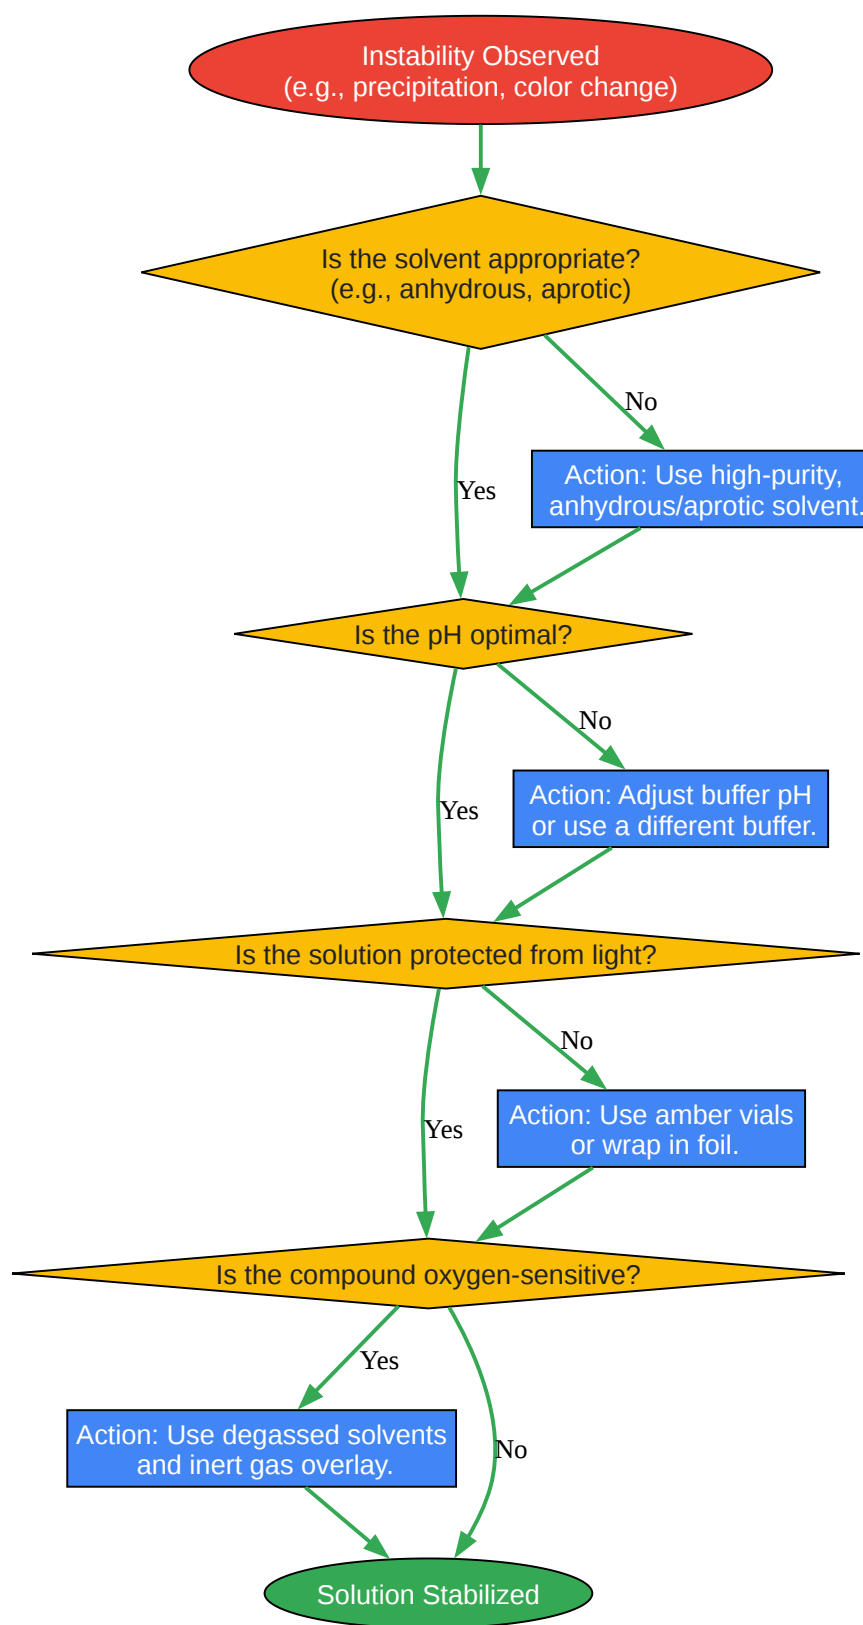 Instability Observed
(e.g., precipitation, color change)
Is the solvent appropriate?
(e.g., anhydrous, aprotic)
No
Action: Use high-purity,
anhydrous/aprotic solvent.
Yes
Is the pH optimal?
No
Action: Adjust buffer pH
or use a different buffer.
Yes
Is the solution protected from light?
No
Action: Use amber vials
or wrap in foil.
Yes
Is the compound oxygen-sensitive?
Yes
Action: Use degassed solvents
and inert gas overlay.
No
Solution Stabilized